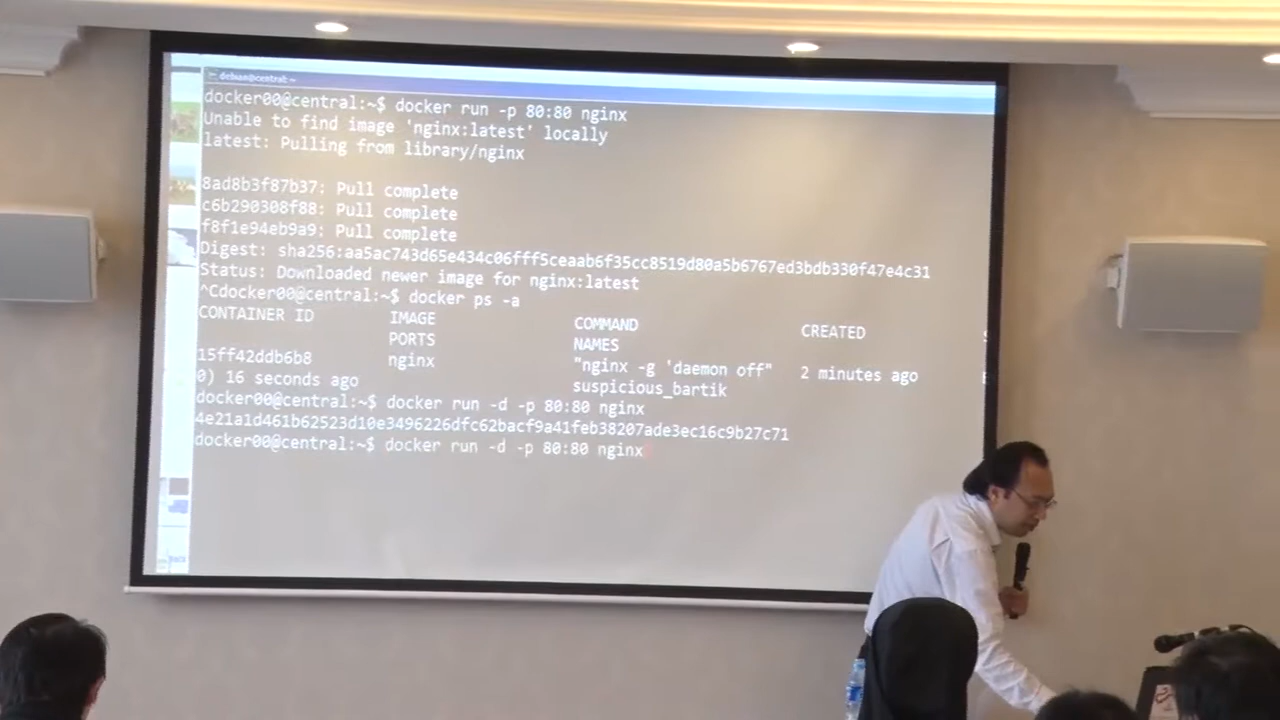 debian@central: ~
docker00@central:~$ docker run -p 80:80 nginx
Unable to find image 'nginx:latest' locally
latest: Pulling from library/nginx
8ad8b3f87b37: Pull complete
c6b290308f88: Pull complete
f8f1e94eb9a9: Pull complete
Digest: sha256:aa5ac743d65e434c06fff5ceaab6f35cc8519d80a5b6767ed3bdb330f47e4c31
Status: Downloaded newer image for nginx:latest
^Cdocker00@central:~$ docker ps -a
CONTAINER ID IMAGE COMMAND CREATED
PORTS NAMES
15ff42ddb6b8 nginx "nginx -g 'daemon off" 2 minutes ago
0) 16 seconds ago suspicious_bartik
docker00@central:~$ docker run -d -p 80:80 nginx
4e21a1d461b62523d10e3496226dfc62bacf9a41feb38207ade3ec16c9b27c71
docker00@central:~$ docker run -d -p 80:80 nginx